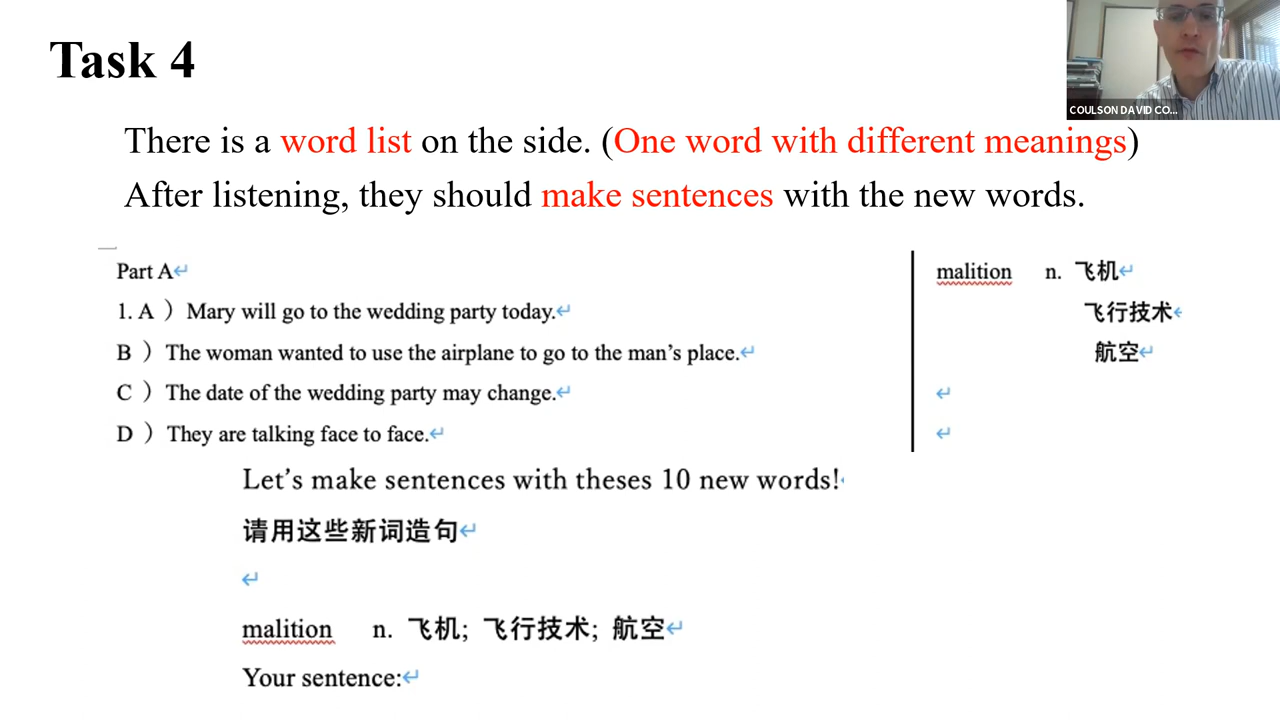 Task 4
COULSON DAVID CO...
There is a word list on the side. (One word with different meanings)
After listening, they should make sentences with the new words.
Part A↵
1. A ）Mary will go to the wedding party today.↵
B ）The woman wanted to use the airplane to go to the man’s place.↵
C ）The date of the wedding party may change.↵
D ）They are talking face to face.↵
malition n. 飞机↵
飞行技术↵
航空↵
↵
↵
Let’s make sentences with theses 10 new words!↵
请用这些新词造句↵
↵
malition n. 飞机; 飞行技术; 航空↵
Your sentence:↵